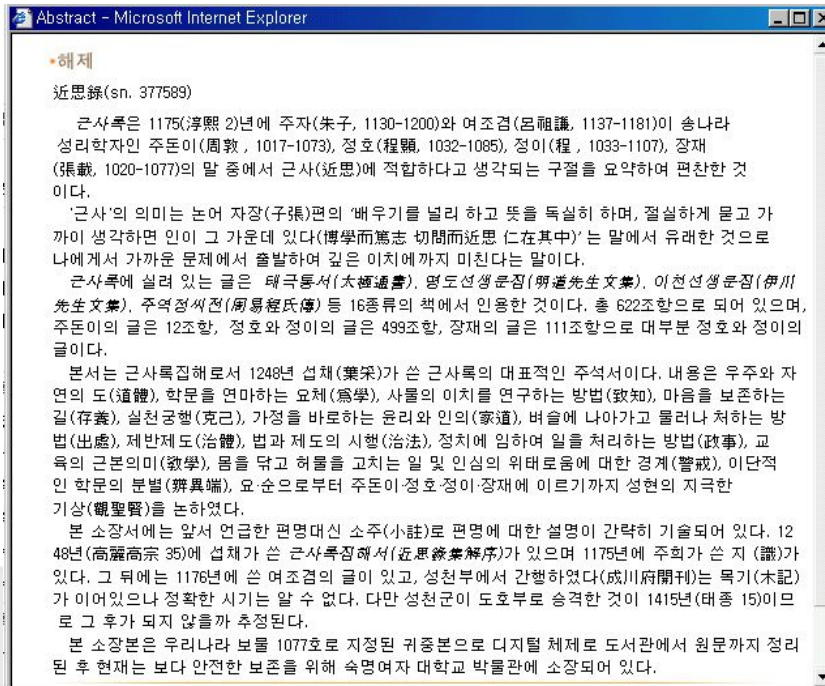 Abstract - Microsoft Internet Explorer
•해제
近思錄(sn. 377589)
근사록은 1175(淳熙 2)년에 주자(朱子, 1130-1200)와 여조겸(呂祖謙, 1137-1181)이 송나라
성리학자인 주돈이(周敦 , 1017-1073), 정호(程顥, 1032-1085), 정이(程 , 1033-1107), 장재
(張載, 1020-1077)의 말 중에서 근사(近思)에 적합하다고 생각되는 구절을 요약하여 편찬한 것
이다.
'근사'의 의미는 논어 자장(子張)편의 '배우기를 널리 하고 뜻을 독실히 하며, 절실하게 묻고 가
까이 생각하면 인이 그 가운데 있다(博學而篤志 切問而近思 仁在其中)' 는 말에서 유래한 것으로
나에게서 가까운 문제에서 출발하여 깊은 이치에까지 미친다는 말이다.
근사록에 실려 있는 글은 태극통서(太極通書), 명도선생문집(明道先生文集), 이천선생문집(伊川
先生文集), 주역정씨전(周易程氏傳) 등 16종류의 책에서 인용한 것이다. 총 622조항으로 되어 있으며,
주돈이의 글은 12조항, 정호와 정이의 글은 499조항, 장재의 글은 111조항으로 대부분 정호와 정이의
글이다.
본서는 근사록집해로서 1248년 섭채(葉采)가 쓴 근사록의 대표적인 주석서이다. 내용은 우주와 자
연의 도(道體), 학문을 연마하는 요체(爲學), 사물의 이치를 연구하는 방법(致知), 마음을 보존하는
길(存養), 실천궁행(克己), 가정을 바로하는 윤리와 인의(家道), 벼슬에 나아가고 물러나 처하는 방
법(出處), 제반제도(治體), 법과 제도의 시행(治法), 정치에 임하여 일을 처리하는 방법(政事), 교
육의 근본의미(敎學), 몸을 닦고 허물을 고치는 일 및 인심의 위태로움에 대한 경계(警戒), 이단적
인 학문의 분별(辨異端), 요·순으로부터 주돈이·정호·정이·장재에 이르기까지 성현의 지극한
기상(觀聖賢)을 논하였다.
본 소장서에는 앞서 언급한 편명대신 소주(小註)로 편명에 대한 설명이 간략히 기술되어 있다. 12
48년(高麗高宗 35)에 섭채가 쓴 근사록집해서(近思錄集解序)가 있으며 1175년에 주희가 쓴 지 (識)가
있다. 그 뒤에는 1176년에 쓴 여조겸의 글이 있고, 성천부에서 간행하였다(成川府開刊)는 목기(木記)
가 이어있으나 정확한 시기는 알 수 없다. 다만 성천군이 도호부로 승격한 것이 1415년(태종 15)이므
로 그 후가 되지 않을까 추정된다.
본 소장본은 우리나라 보물 1077호로 지정된 귀중본으로 디지털 체제로 도서관에서 원문까지 정리
된 후 현재는 보다 안전한 보존을 위해 숙명여자 대학교 박물관에 소장되어 있다.